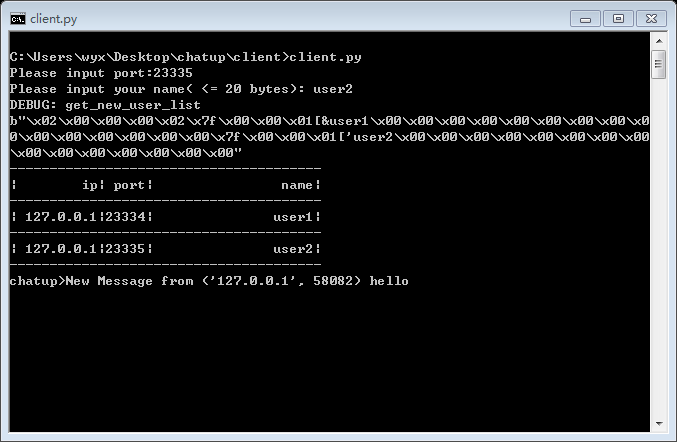 client.py
C:\Users\wyx\Desktop\chatup\client>client.py
Please input port:23335
Please input your name( <= 20 bytes): user2
DEBUG: get_new_user_list
b"\x02\x00\x00\x00\x02\x7f\x00\x00\x01[&user1\x00\x00\x00\x00\x00\x00\x00\x00\x0
0\x00\x00\x00\x00\x00\x00\x7f\x00\x00\x01['user2\x00\x00\x00\x00\x00\x00\x00\x00
\x00\x00\x00\x00\x00\x00\x00"
---------------------------------------
¦        ip¦ port¦                name¦
---------------------------------------
¦ 127.0.0.1¦23334¦               user1¦
---------------------------------------
¦ 127.0.0.1¦23335¦               user2¦
---------------------------------------
chatup>New Message from ('127.0.0.1', 58082) hello